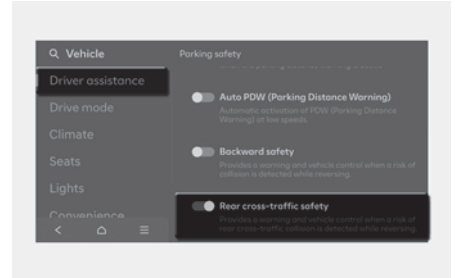 Vehicle
Parking safety
Driver assistance
Drive mode
Climate
Seats
Lights
Convenience
Auto PDW (Parking Distance Warning)
Automatic activation of PDW (Parking Distance
Warning) at low speeds.
Backward safety
Provides a warning and vehicle control when a risk of
collision is detected while reversing.
Rear cross-traffic safety
Provides a warning and vehicle control when a risk of
rear cross-traffic collision is detected while reversing.